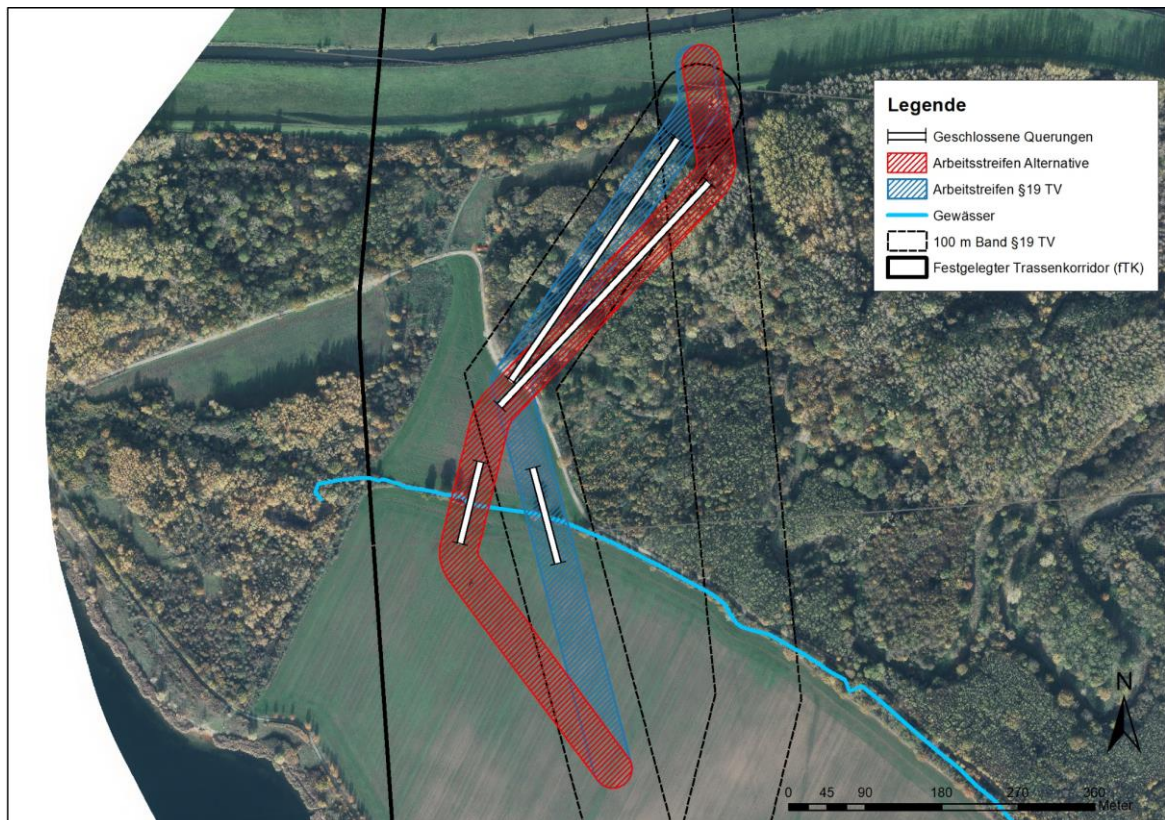 Legende
Geschlossene Querungen
Arbeitsstreifen Alternative
Arbeitstreifen §19 TV
Gewässer
100 m Band §19 TV
Festgelegter Trassenkorridor (fTK)
N
0 45 90 180 270 360
Meter